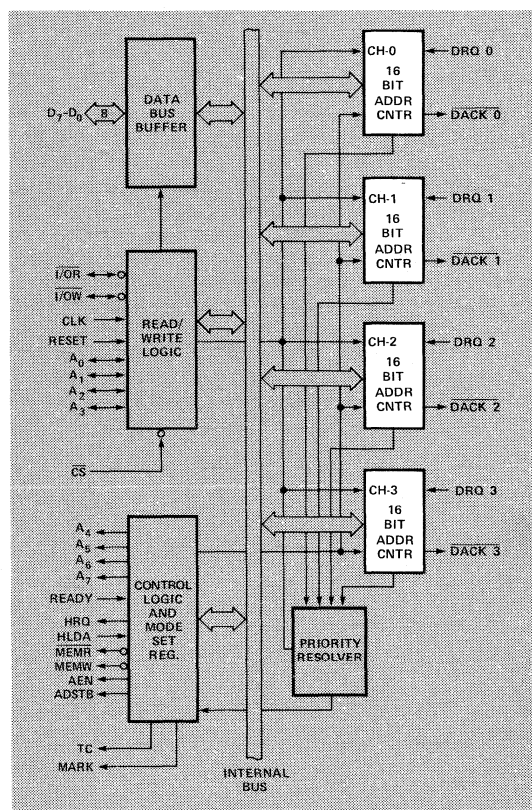 DATA
BUS
BUFFER
D7-D0
8
I/OR
I/OW
CLK
RESET
A0
A1
A2
A3
READ/
WRITE
LOGIC
CS
A4
A5
A6
A7
READY
HRQ
HLDA
MEMR
MEMW
AEN
ADSTB
CONTROL
LOGIC
AND
MODE
SET
REG.
TC
MARK
INTERNAL
BUS
CH-0
16
BIT
ADDR
CNTR
DRQ 0
DACK 0
CH-1
16
BIT
ADDR
CNTR
DRQ 1
DACK 1
CH-2
16
BIT
ADDR
CNTR
DRQ 2
DACK 2
CH-3
16
BIT
ADDR
CNTR
DRQ 3
DACK 3
PRIORITY
RESOLVER